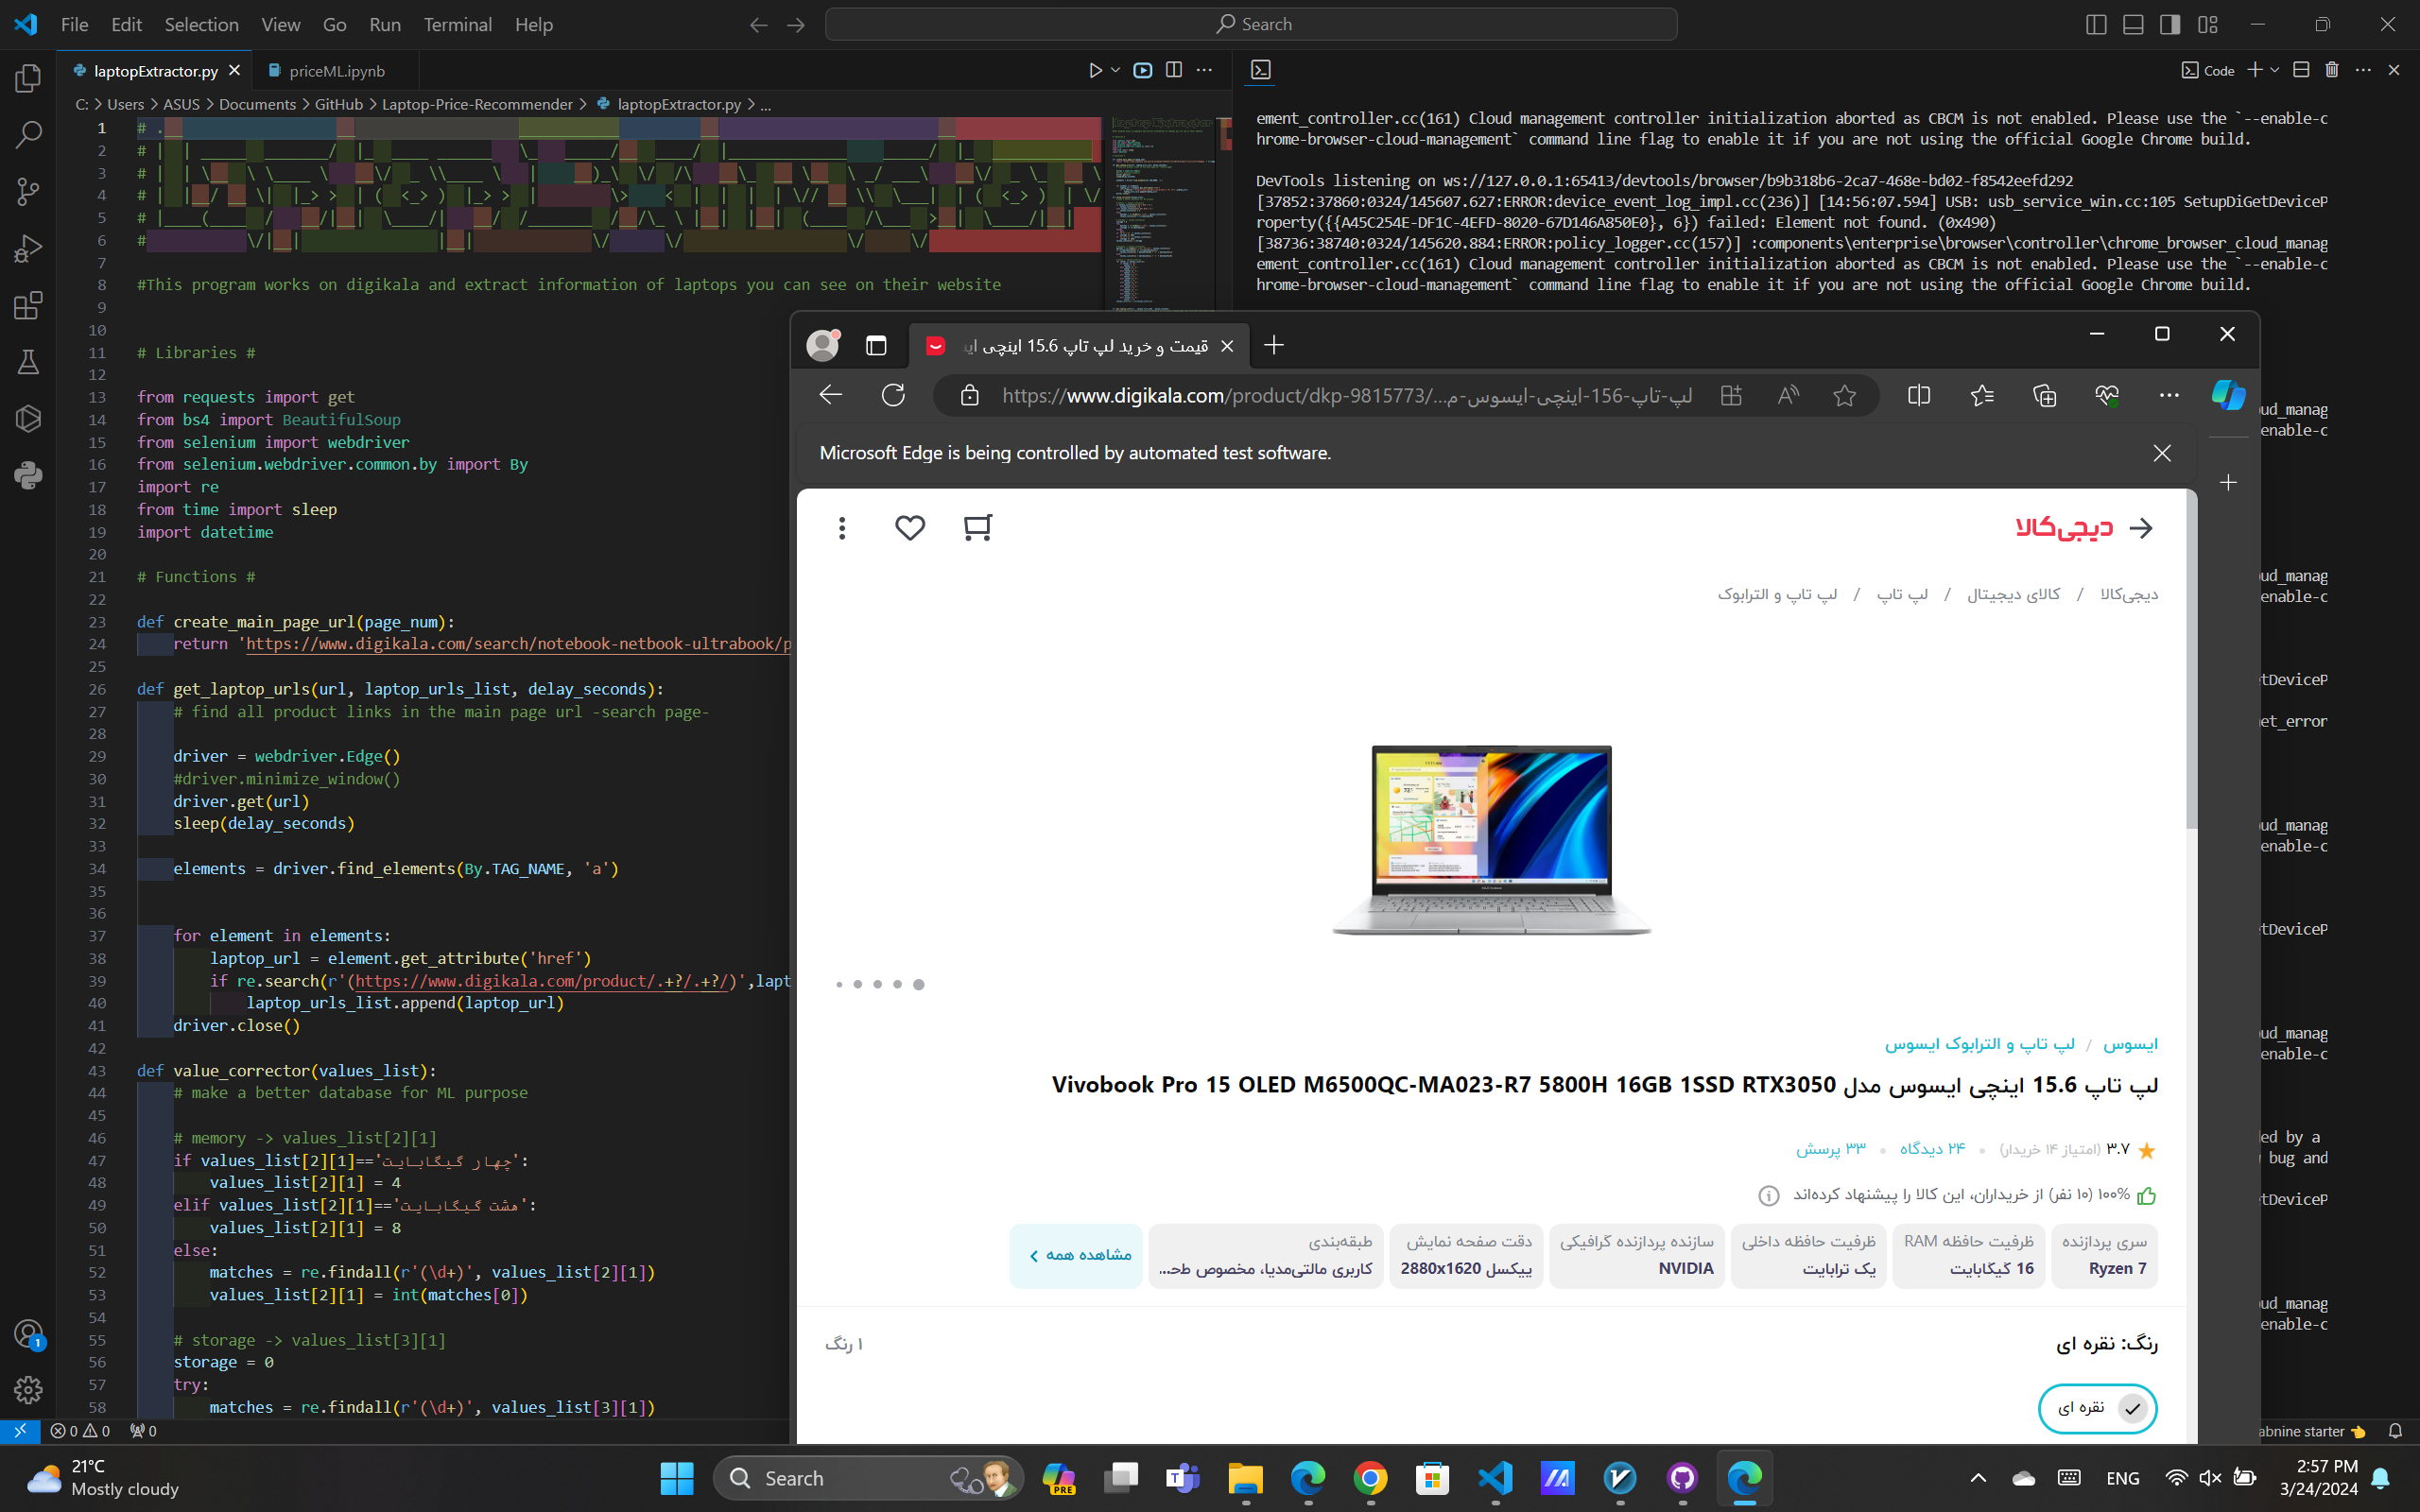 File Edit Selection View Go Run Terminal Help
Search
laptopExtractor.py
priceML.ipynb
Code
C: > Users > ASUS > Documents > GitHub > Laptop-Price-Recommender > laptopExtractor.py > ...
1
2
3
4
5
6
7
8 #This program works on digikala and extract information of laptops you can see on their website
9
10
11 # Libraries #
12
13 from requests import get
14 from bs4 import BeautifulSoup
15 from selenium import webdriver
16 from selenium.webdriver.common.by import By
17 import re
18 from time import sleep
19 import datetime
20
21 # Functions #
22
23 def create_main_page_url(page_num):
24 return 'https://www.digikala.com/search/notebook-netbook-ultrabook/p
25
26 def get_laptop_urls(url, laptop_urls_list, delay_seconds):
27 # find all product links in the main page url -search page-
28
29 driver = webdriver.Edge()
30 #driver.minimize_window()
31 driver.get(url)
32 sleep(delay_seconds)
33
34 elements = driver.find_elements(By.TAG_NAME, 'a')
35
36
37 for element in elements:
38 laptop_url = element.get_attribute('href')
39 if re.search(r'(https://www.digikala.com/product/.+?/.+?/)',lapt
40 laptop_urls_list.append(laptop_url)
41 driver.close()
42
43 def value_corrector(values_list):
44 # make a better database for ML purpose
45
46 # memory -> values_list[2][1]
47 if values_list[2][1]=='چهار گیگابایت':
48 values_list[2][1] = 4
49 elif values_list[2][1]=='هشت گیگابایت':
50 values_list[2][1] = 8
51 else:
52 matches = re.findall(r'(\d+)', values_list[2][1])
53 values_list[2][1] = int(matches[0])
54
55 # storage -> values_list[3][1]
56 storage = 0
57 try:
58 matches = re.findall(r'(\d+)', values_list[3][1])
ement_controller.cc(161) Cloud management controller initialization aborted as CBCM is not enabled. Please use the `--enable-c
hrome-browser-cloud-management` command line flag to enable it if you are not using the official Google Chrome build.
DevTools listening on ws://127.0.0.1:65413/devtools/browser/b9b318b6-2ca7-468e-bd02-f8542eefd292
[37852:37860:0324/145607.627:ERROR:device_event_log_impl.cc(236)] [14:56:07.594] USB: usb_service_win.cc:105 SetupDiGetDeviceP
roperty({{A45C254E-DF1C-4EFD-8020-67D146A850E0}, 6}) failed: Element not found. (0x490)
[38736:38740:0324/145620.884:ERROR:policy_logger.cc(157)] :components\enterprise\browser\controller\chrome_browser_cloud_manag
ement_controller.cc(161) Cloud management controller initialization aborted as CBCM is not enabled. Please use the `--enable-c
hrome-browser-cloud-management` command line flag to enable it if you are not using the official Google Chrome build.
ud_manag
enable-c
ud_manag
enable-c
tDeviceP
et_error
ud_manag
enable-c
tDeviceP
ud_manag
enable-c
ed by a
bug and
tDeviceP
ud_manag
enable-c
قیمت و خرید لپ تاپ 15.6 اینچی ای
https://www.digikala.com/product/dkp-9815773/...لپ-تاپ-156-اینچی-ایسوس-م
Microsoft Edge is being controlled by automated test software.
دیجی‌کالا
دیجی‌کالا / کالای دیجیتال / لپ تاپ / لپ تاپ و الترابوک
ایسوس / لپ تاپ و الترابوک ایسوس
لپ تاپ 15.6 اینچی ایسوس مدل Vivobook Pro 15 OLED M6500QC-MA023-R7 5800H 16GB 1SSD RTX3050
۳.۷ (امتیاز ۱۴ خریدار) ۲۴ دیدگاه ۳۳ پرسش
۱۰۰% (۱۰ نفر) از خریداران، این کالا را پیشنهاد کرده‌اند
سری پردازنده
Ryzen 7
ظرفیت حافظه RAM
16 گیگابایت
ظرفیت حافظه داخلی
یک ترابایت
سازنده پردازنده گرافیکی
NVIDIA
دقت صفحه نمایش
2880x1620 پیکسل
طبقه‌بندی
کاربری مالتی‌مدیا، مخصوص طح...
مشاهده همه
رنگ: نقره ای
۱ رنگ
نقره ای
0 0 0
abnine starter
1
21°C
Mostly cloudy
Search
PRE
ENG
2:57 PM
3/24/2024